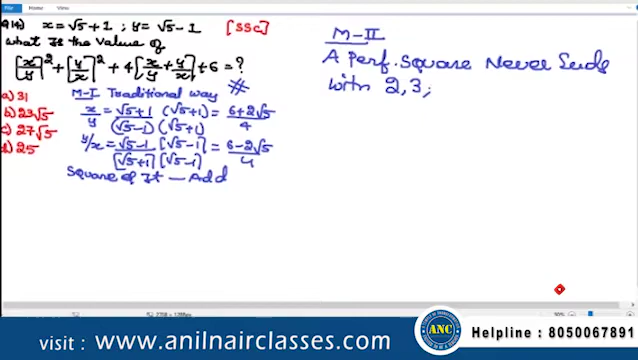 File Home View
Q14) x = √5+1 ; y = √5-1 [SSC]
what Is the value of
[x/y]² + [y/x]² + 4[x/y + y/x] + 6 = ?
a) 31
b) 23√5
c) 27√5
d) 25
M-I Traditional way
x/y = √5+1 (√5+1) / (√5-1) (√5+1) = 6+2√5 / 4
y/x = √5-1 [√5-1] / [√5+1] [√5-1] = 6-2√5 / 4
Square of It — Add
M-II
A Perf. Square Never Ends
with 2, 3;
ANC
visit : www.anilnairclasses.com
Helpline : 8050067891